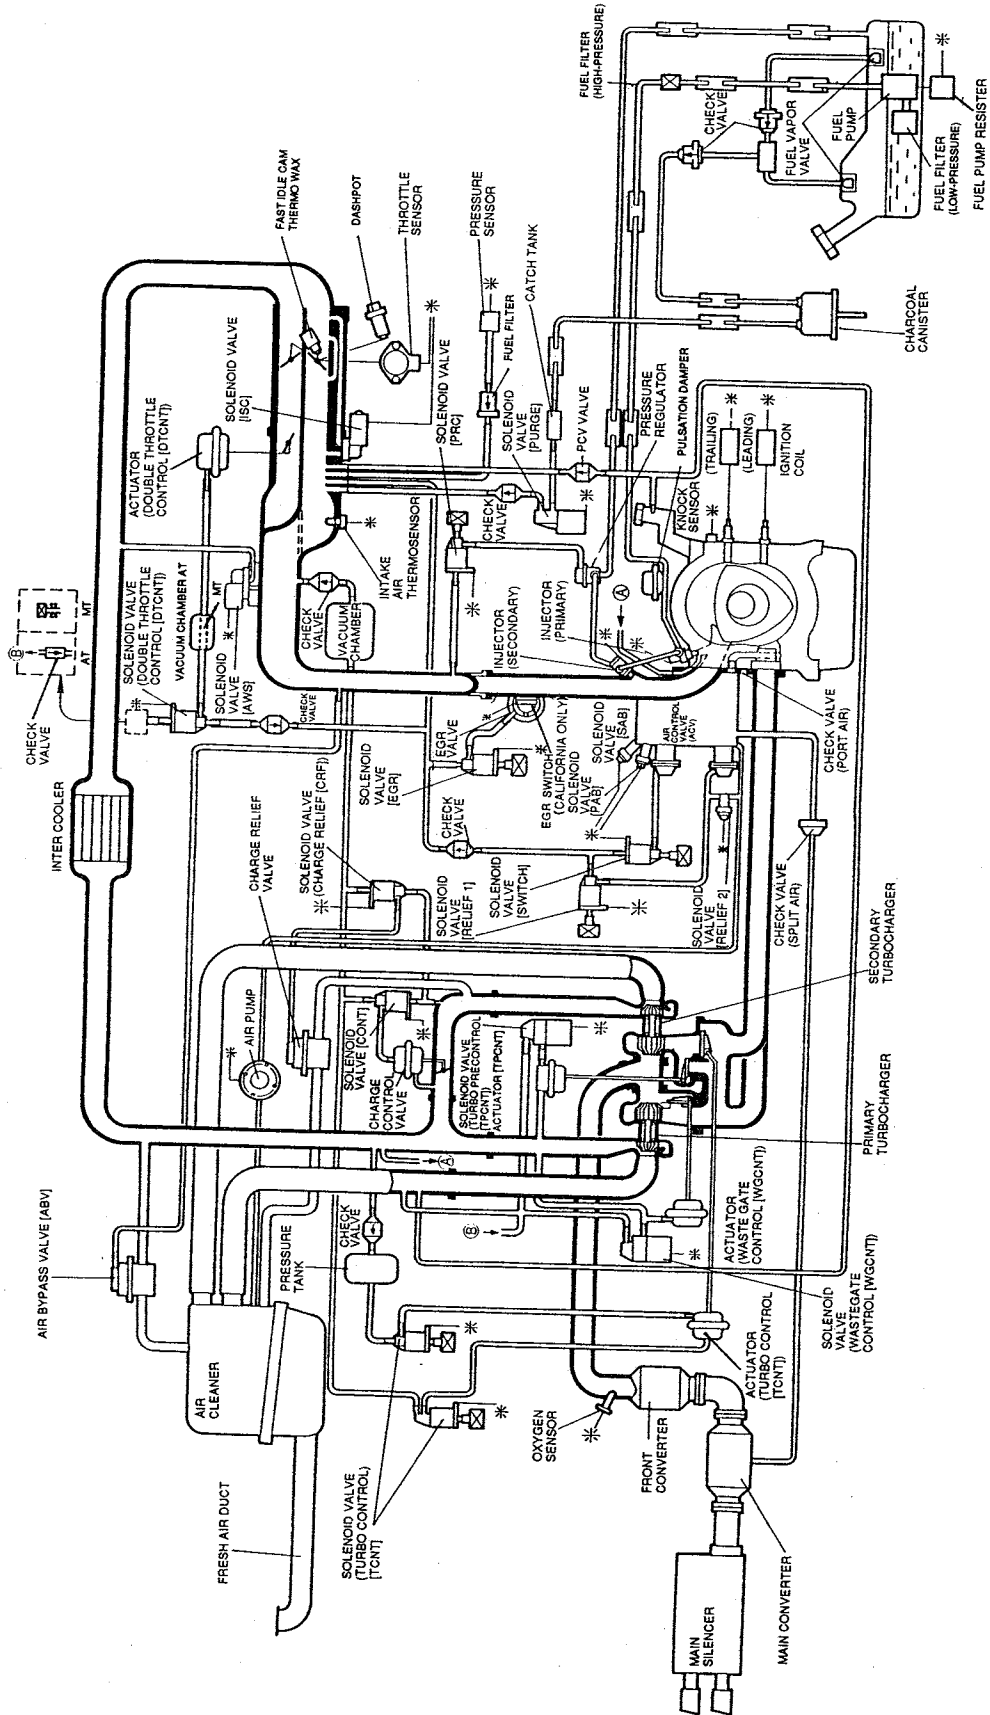 FUEL FILTER
(HIGH-PRESSURE)
CHECK
VALVE
FUEL VAPOR
VALVE
FUEL
PUMP
FUEL FILTER
(LOW-PRESSURE)
FUEL PUMP RESISTER
CHARCOAL
CANISTER
FAST IDLE CAM
THERMO WAX
DASHPOT
THROTTLE
SENSOR
PRESSURE
SENSOR
FUEL FILTER
CATCH TANK
SOLENOID VALVE
[ISC]
ACTUATOR
(DOUBLE THROTTLE
CONTROL [DTCNT])
SOLENOID VALVE
[PRC]
SOLENOID
VALVE
[PURGE]
PCV VALVE
PRESSURE
REGULATOR
PULSATION DAMPER
(TRAILING)
(LEADING)
IGNITION
COIL
KNOCK
SENSOR
CHECK
VALVE
INTAKE
AIR
THERMOSENSOR
CHECK
VALVE
VACUUM
CHAMBER
INJECTOR
(PRIMARY)
INJECTOR
(SECONDARY)
A
MT
AT
B
CHECK
VALVE
SOLENOID VALVE
(DOUBLE THROTTLE
CONTROL [DTCNT])
VACUUM CHAMBER AT
MT
SOLENOID
VALVE
[AWS]
CHECK
VALVE
EGR
VALVE
SOLENOID
VALVE
[EGR]
EGR SWITCH
(CALIFORNIA ONLY)
SOLENOID
VALVE
[PAB]
SOLENOID
VALVE
[SAB]
AIR
CONTROL
VALVE
(ACV)
CHECK VALVE
(PORT AIR)
INTER COOLER
CHARGE RELIEF
VALVE
SOLENOID VALVE
(CHARGE RELIEF [CRF])
CHECK
VALVE
SOLENOID
VALVE
[RELIEF 1]
SOLENOID
VALVE
[SWITCH]
SOLENOID
VALVE
[RELIEF 2]
CHECK VALVE
(SPLIT AIR)
SECONDARY
TURBOCHARGER
AIR PUMP
SOLENOID
VALVE [CONT]
CHARGE
CONTROL
VALVE
SOLENOID VALVE
(TURBO PRECONTROL
[TPCNT])
ACTUATOR [TPCNT]
PRIMARY
TURBOCHARGER
A
B
AIR BYPASS VALVE [ABV]
CHECK
VALVE
PRESSURE
TANK
ACTUATOR
(WASTE GATE
CONTROL [WGCNT])
SOLENOID
VALVE
(WASTEGATE
CONTROL [WGCNT])
ACTUATOR
(TURBO CONTROL
[TCNT])
AIR
CLEANER
OXYGEN
SENSOR
FRONT
CONVERTER
FRESH AIR DUCT
SOLENOID VALVE
(TURBO CONTROL)
[TCNT]
MAIN CONVERTER
MAIN
SILENCER